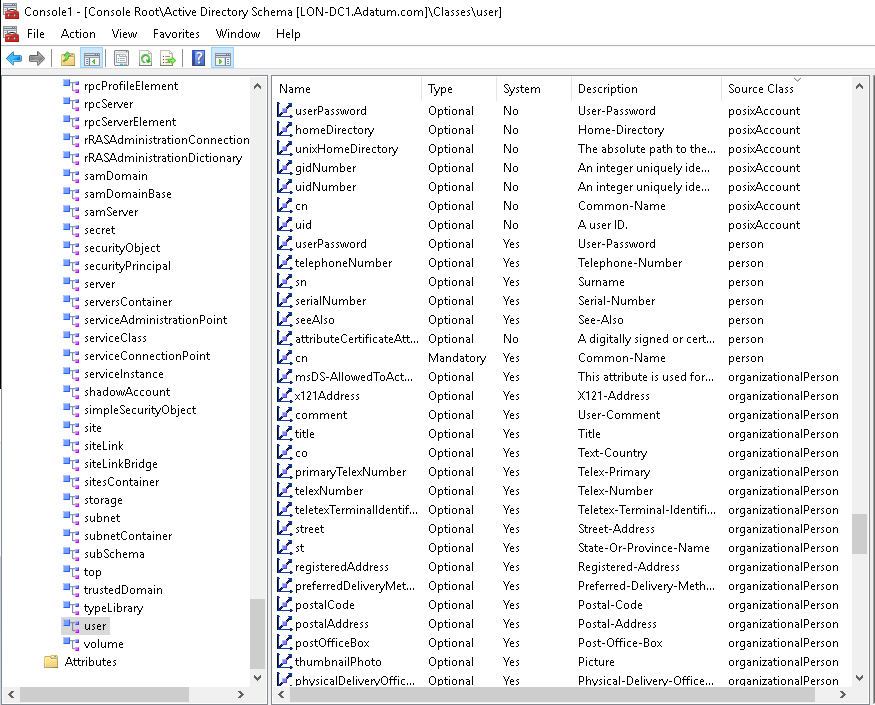 Console1 - [Console Root\Active Directory Schema [LON-DC1.Adatum.com]\Classes\user]
File Action View Favorites Window Help
rpcProfileElement
rpcServer
rpcServerElement
rRASAdministrationConnection
rRASAdministrationDictionary
samDomain
samDomainBase
samServer
secret
securityObject
securityPrincipal
server
serversContainer
serviceAdministrationPoint
serviceClass
serviceConnectionPoint
serviceInstance
shadowAccount
simpleSecurityObject
site
siteLink
siteLinkBridge
sitesContainer
storage
subnet
subnetContainer
subSchema
top
trustedDomain
typeLibrary
user
volume
Attributes
Name Type System Description Source Class
userPassword Optional No User-Password posixAccount
homeDirectory Optional No Home-Directory posixAccount
unixHomeDirectory Optional No The absolute path to the... posixAccount
gidNumber Optional No An integer uniquely ide... posixAccount
uidNumber Optional No An integer uniquely ide... posixAccount
cn Optional No Common-Name posixAccount
uid Optional No A user ID. posixAccount
userPassword Optional Yes User-Password person
telephoneNumber Optional Yes Telephone-Number person
sn Optional Yes Surname person
serialNumber Optional Yes Serial-Number person
seeAlso Optional Yes See-Also person
attributeCertificateAtt... Optional No A digitally signed or cert... person
cn Mandatory Yes Common-Name person
msDS-AllowedToAct... Optional Yes This attribute is used for... organizationalPerson
x121Address Optional Yes X121-Address organizationalPerson
comment Optional Yes User-Comment organizationalPerson
title Optional Yes Title organizationalPerson
co Optional Yes Text-Country organizationalPerson
primaryTelexNumber Optional Yes Telex-Primary organizationalPerson
telexNumber Optional Yes Telex-Number organizationalPerson
teletexTerminalIdentif... Optional Yes Teletex-Terminal-Identifi... organizationalPerson
street Optional Yes Street-Address organizationalPerson
st Optional Yes State-Or-Province-Name organizationalPerson
registeredAddress Optional Yes Registered-Address organizationalPerson
preferredDeliveryMet... Optional Yes Preferred-Delivery-Meth... organizationalPerson
postalCode Optional Yes Postal-Code organizationalPerson
postalAddress Optional Yes Postal-Address organizationalPerson
postOfficeBox Optional Yes Post-Office-Box organizationalPerson
thumbnailPhoto Optional Yes Picture organizationalPerson
physicalDeliveryOffic... Optional Yes Physical-Delivery-Office... organizationalPerson